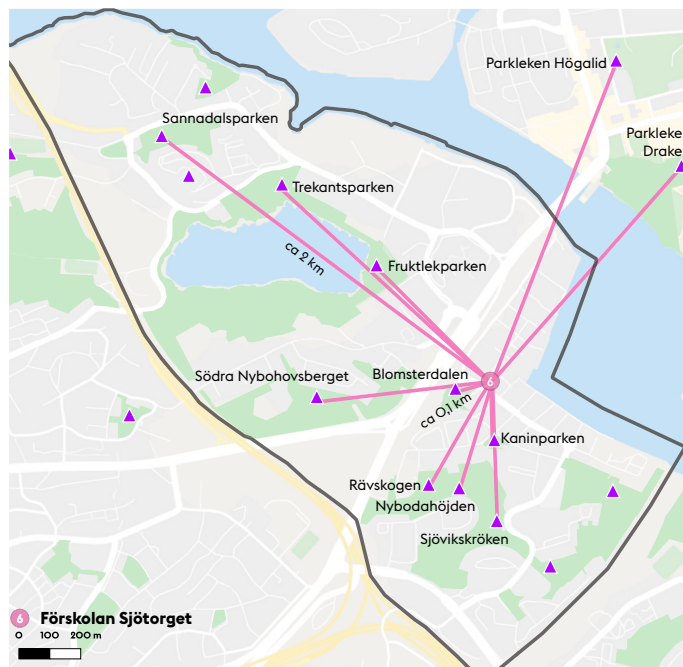 Parkleken Högalid
Sannadalsparken
Parkleke
Drake
Trekantsparken
ca 2 km
Fruktlekparken
Södra Nybohovsberget
Blomsterdalen
6
ca 0,1 km
Kaninparken
Rävskogen
Nybodahöjden
Sjövikskröken
6 Förskolan Sjötorget
0 100 200 m